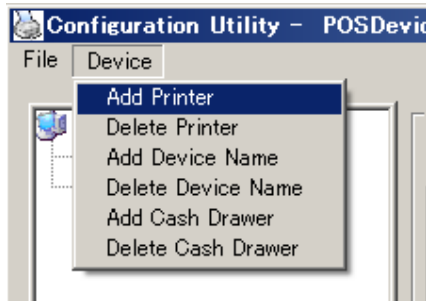 Configuration Utility - POSDevic
File Device
Add Printer
Delete Printer
Add Device Name
Delete Device Name
Add Cash Drawer
Delete Cash Drawer